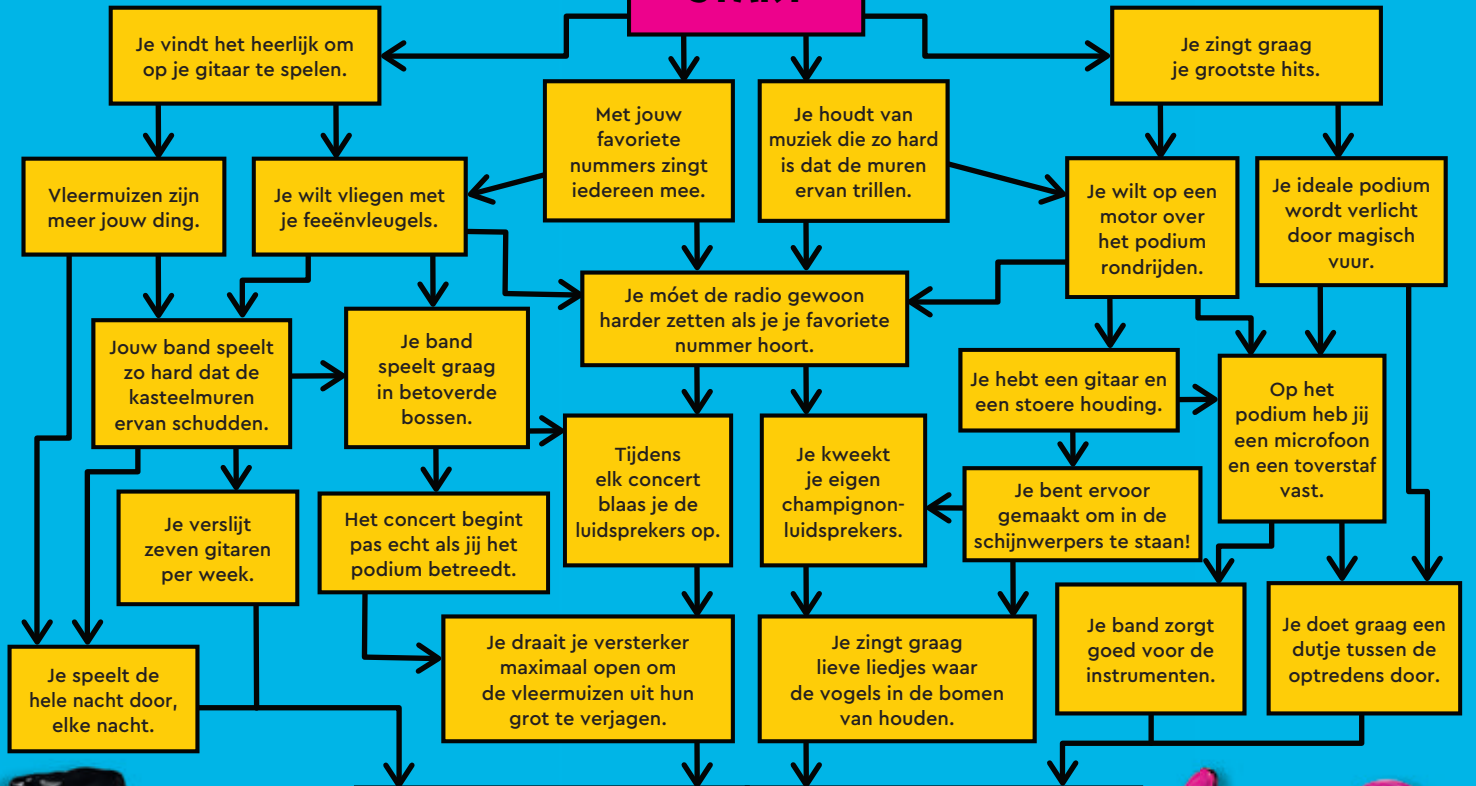 Je vindt het heerlijk om
op je gitaar te spelen.
Je zingt graag
je grootste hits.
Met jouw
favoriete
nummers zingt
iedereen mee.
Je houdt van
muziek die zo hard
is dat de muren
ervan trillen.
Vleermuizen zijn
meer jouw ding.
Je wilt vliegen met
je feeënvleugels.
Je wilt op een
motor over
het podium
rondrijden.
Je ideale podium
wordt verlicht
door magisch
vuur.
Je móet de radio gewoon
harder zetten als je je favoriete
nummer hoort.
Jouw band speelt
zo hard dat de
kasteelmuren
ervan schudden.
Je band
speelt graag
in betoverde
bossen.
Je hebt een gitaar en
een stoere houding.
Op het
podium heb jij
een microfoon
en een toverstaf
vast.
Tijdens
elk concert
blaas je de
luidsprekers op.
Je kweekt
je eigen
champignon-
luidsprekers.
Je bent ervoor
gemaakt om in de
schijnwerpers te staan!
Je verslijt
zeven gitaren
per week.
Het concert begint
pas echt als jij het
podium betreedt.
Je speelt de
hele nacht door,
elke nacht.
Je draait je versterker
maximaal open om
de vleermuizen uit hun
grot te verjagen.
Je zingt graag
lieve liedjes waar
de vogels in de bomen
van houden.
Je band zorgt
goed voor de
instrumenten.
Je doet graag een
dutje tussen de
optredens door.